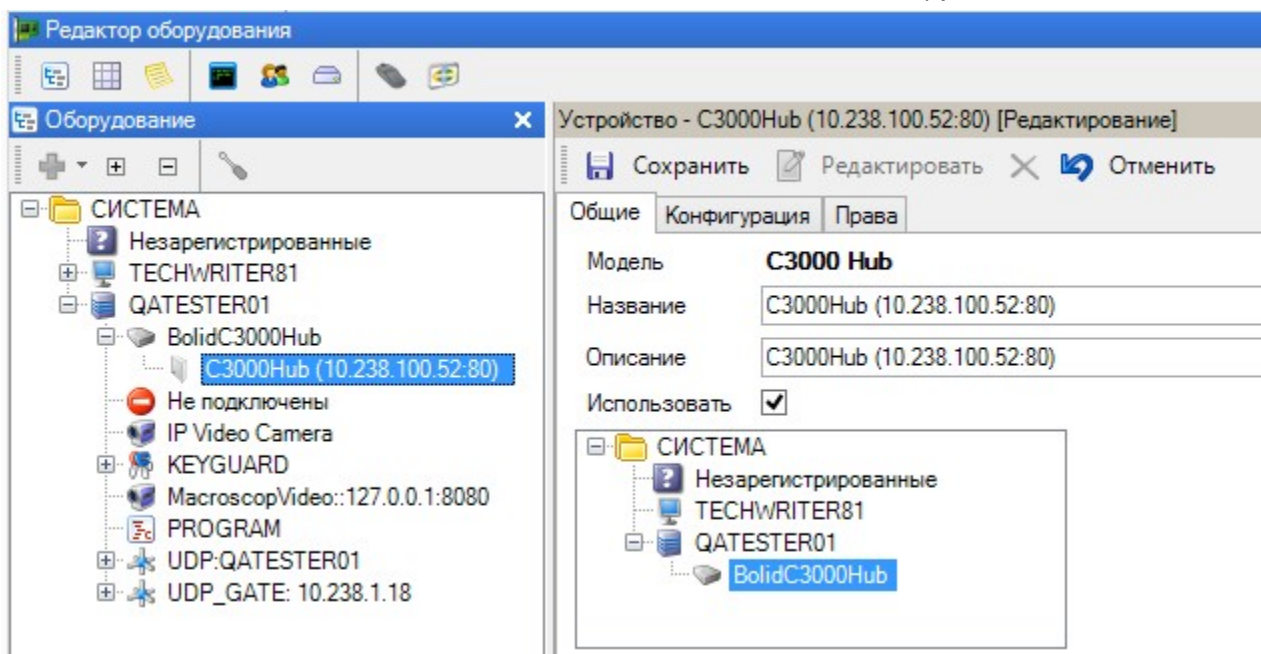 Редактор оборудования
Оборудование
СИСТЕМА
Незарегистрированные
TECHWRITER81
QATESTER01
BolidC3000Hub
C3000Hub (10.238.100.52:80)
Не подключены
IP Video Camera
KEYGUARD
MacroscopVideo::127.0.0.1:8080
PROGRAM
UDP:QATESTER01
UDP_GATE: 10.238.1.18
Устройство - C3000Hub (10.238.100.52:80) [Редактирование]
Сохранить Редактировать Отменить
Общие Конфигурация Права
Модель C3000 Hub
Название C3000Hub (10.238.100.52:80)
Описание C3000Hub (10.238.100.52:80)
Использовать
СИСТЕМА
Незарегистрированные
TECHWRITER81
QATESTER01
BolidC3000Hub